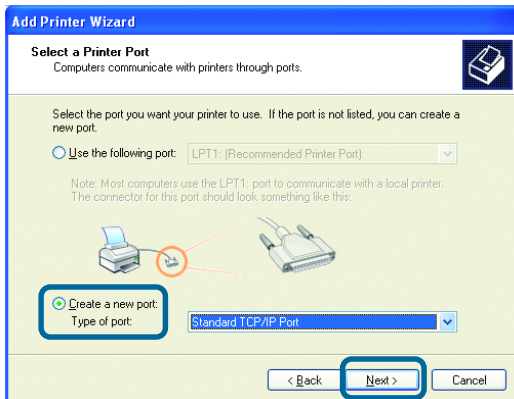 Add Printer Wizard
Select a Printer Port
Computers communicate with printers through ports.
Select the port you want your printer to use. If the port is not listed, you can create a
new port.
Use the following port: LPT1: (Recommended Printer Port)
Note: Most computers use the LPT1: port to communicate with a local printer.
The connector for this port should look something like this:
Create a new port:
Type of port: Standard TCP/IP Port
< Back Next > Cancel